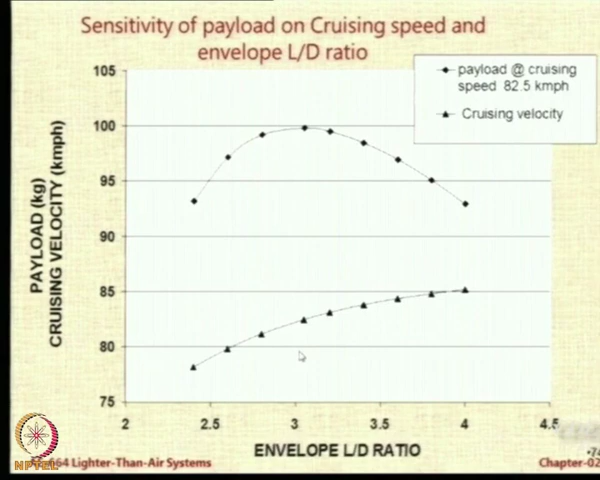 Sensitivity of payload on Cruising speed and
envelope L/D ratio
105
100
95
90
85
80
75
PAYLOAD (kg)
CRUISING VELOCITY (kmph)
payload @ cruising
speed 82.5 kmph
Cruising velocity
2
2.5
3
3.5
4
4.5
ENVELOPE L/D RATIO
NPTEL
664 Lighter-Than-Air Systems
Chapter-02